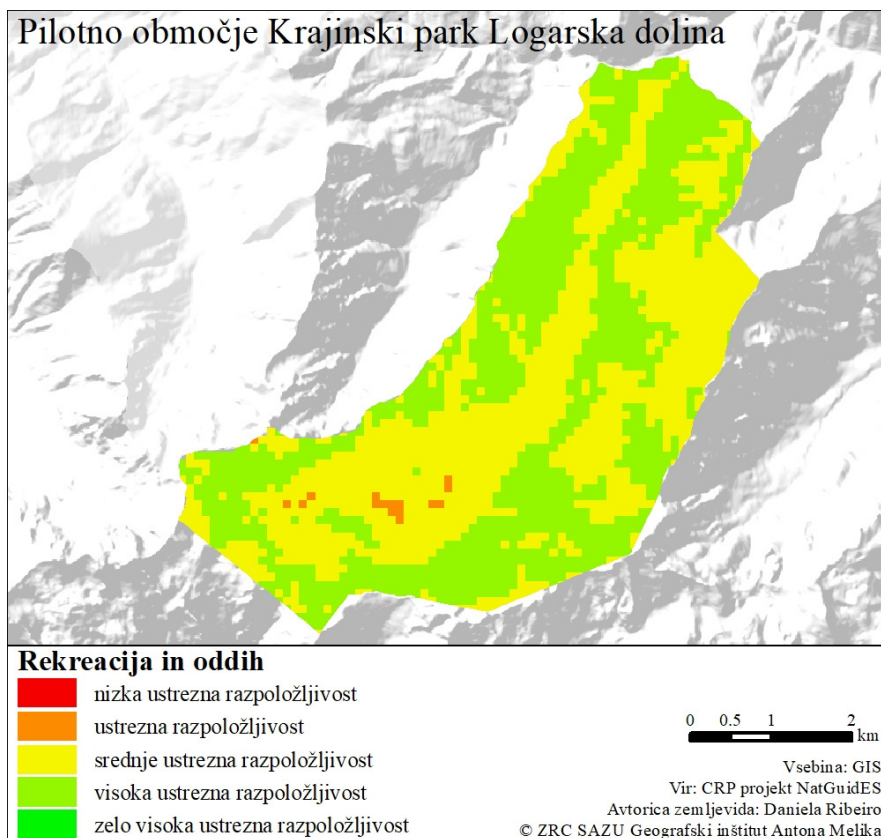 Pilotno območje Krajinski park Logarska dolina
Rekreacija in oddih
nizka ustrezna razpoložljivost
ustrezna razpoložljivost
srednje ustrezna razpoložljivost
visoka ustrezna razpoložljivost
zelo visoka ustrezna razpoložljivost
0 0.5 1 2
km
Vsebina: GIS
Vir: CRP projekt NatGuidES
Avtorica zemljevida: Daniela Ribeiro
© ZRC SAZU Geografski inštitut Antona Melika